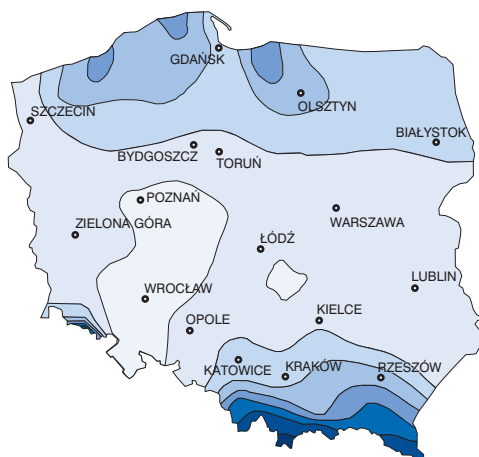 GDAŃSK
OLSZTYN
SZCZECIN
BIAŁYSTOK
BYDGOSZCZ
TORUŃ
POZNAŃ
WARSZAWA
ZIELONA GÓRA
ŁÓDŹ
WROCŁAW
LUBLIN
OPOLE
KIELCE
KATOWICE
KRAKÓW
RZESZÓW